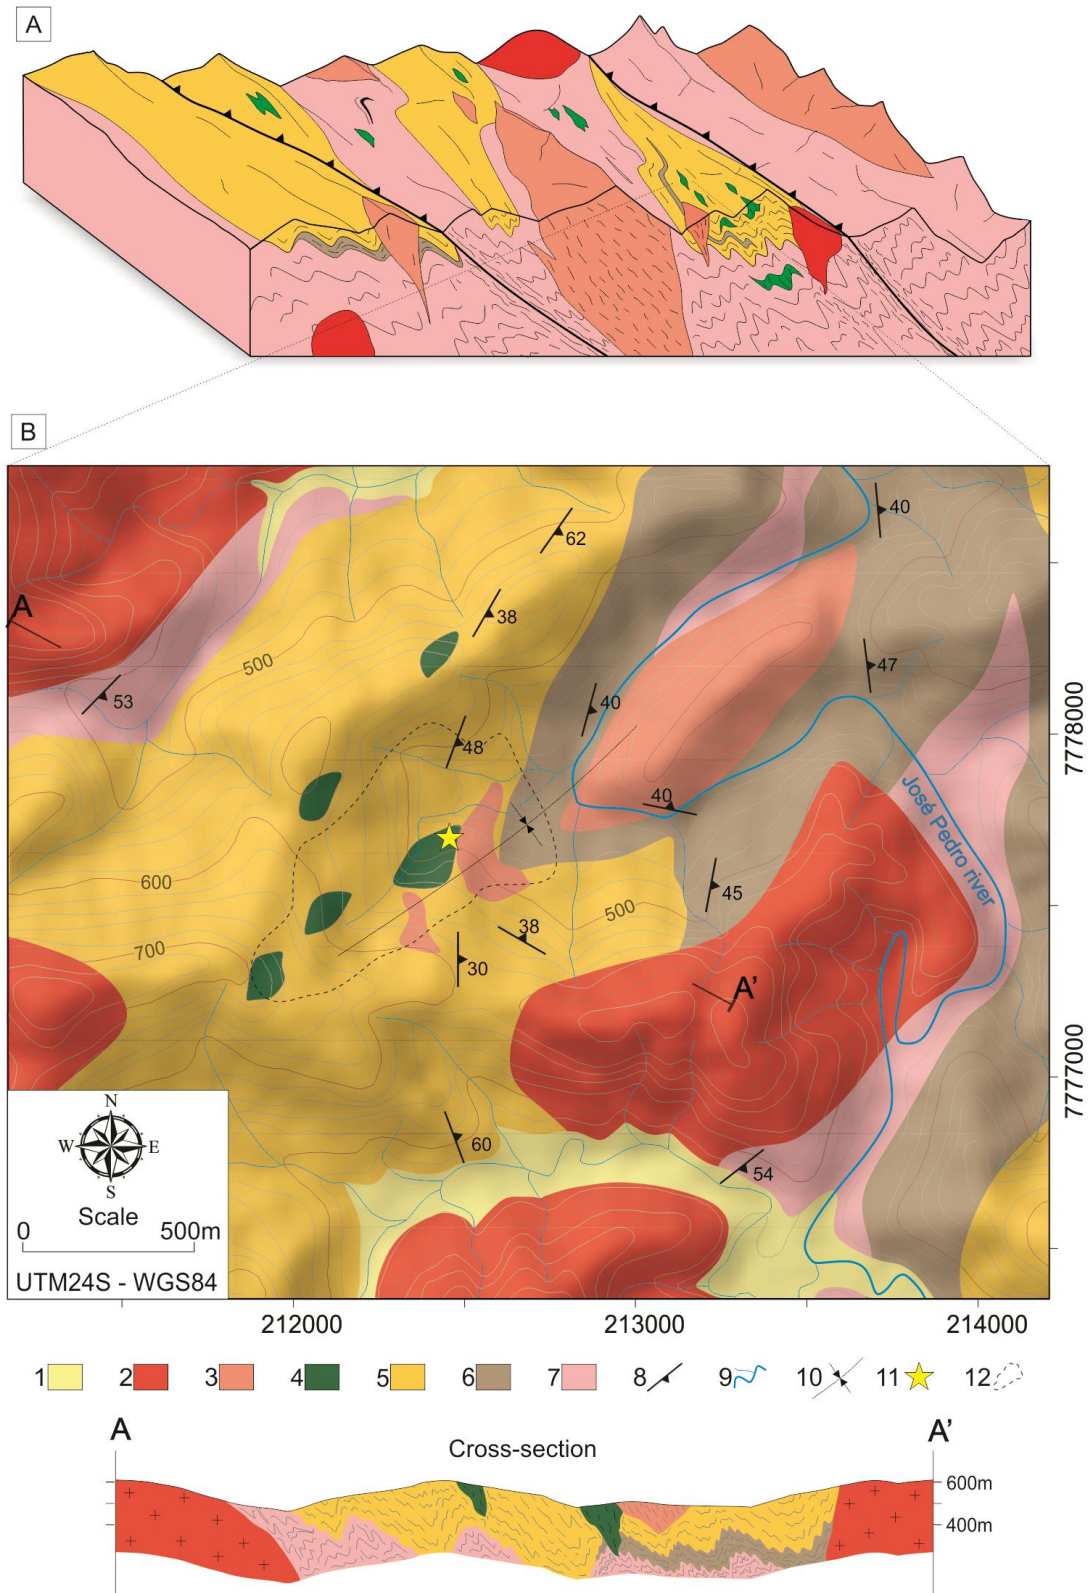 A
B
40
62
38
A
500
47
53
40
48
7778000
40
José Pedro river
600
45
500
38
700
30
A'
7777000
60
54
N
W E
S
Scale
0 500m
UTM24S - WGS84
212000 213000 214000
1 2 3 4 5 6 7 8 9 10 11 12
A A'
Cross-section
600m
400m